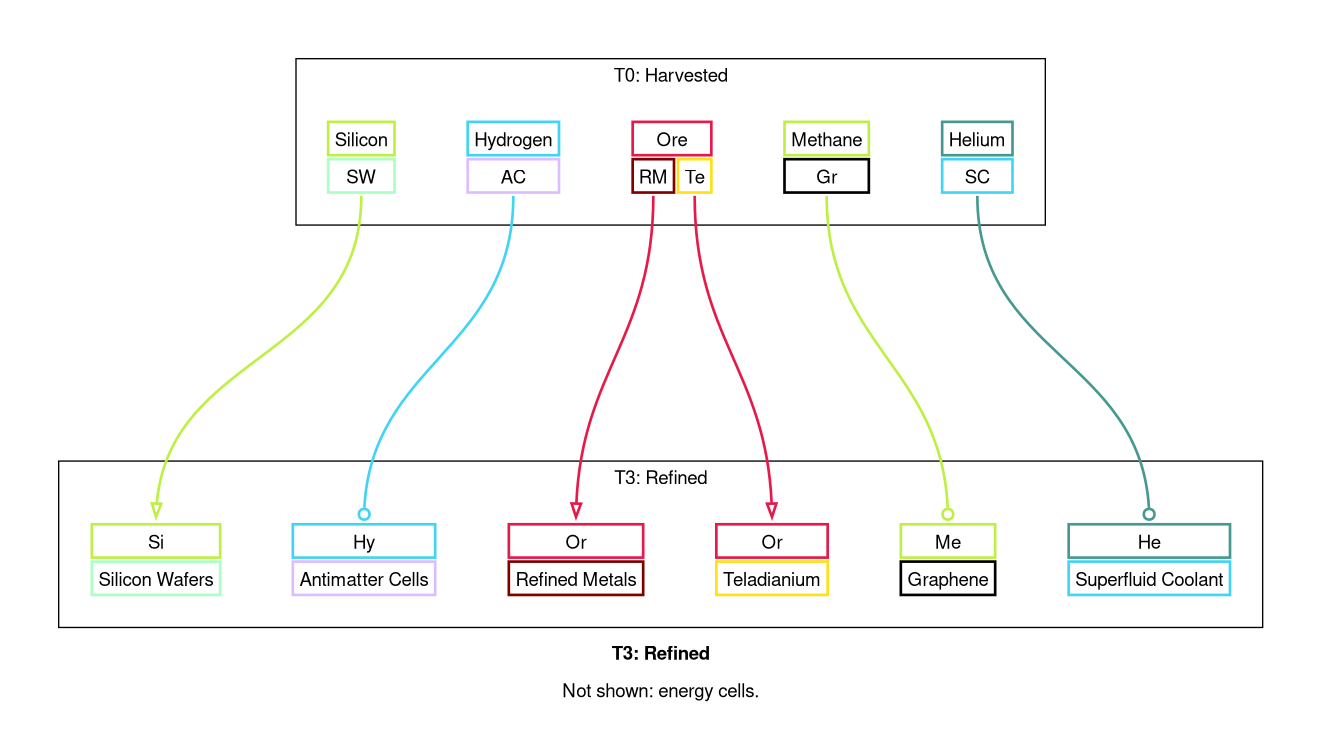 T0: Harvested
Silicon Hydrogen Ore Methane Helium
SW AC RM Te Gr SC
T3: Refined
Si Hy Or Or Me He
Silicon Wafers Antimatter Cells Refined Metals Teladianium Graphene Superfluid Coolant
T3: Refined
Not shown: energy cells.